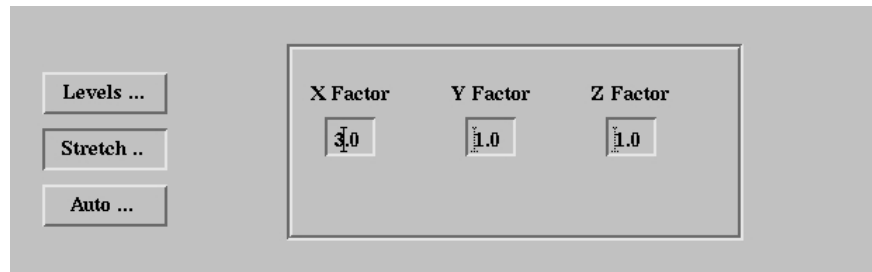 Levels ...
Stretch ..
Auto ...
X Factor Y Factor Z Factor
3.0 1.0 1.0